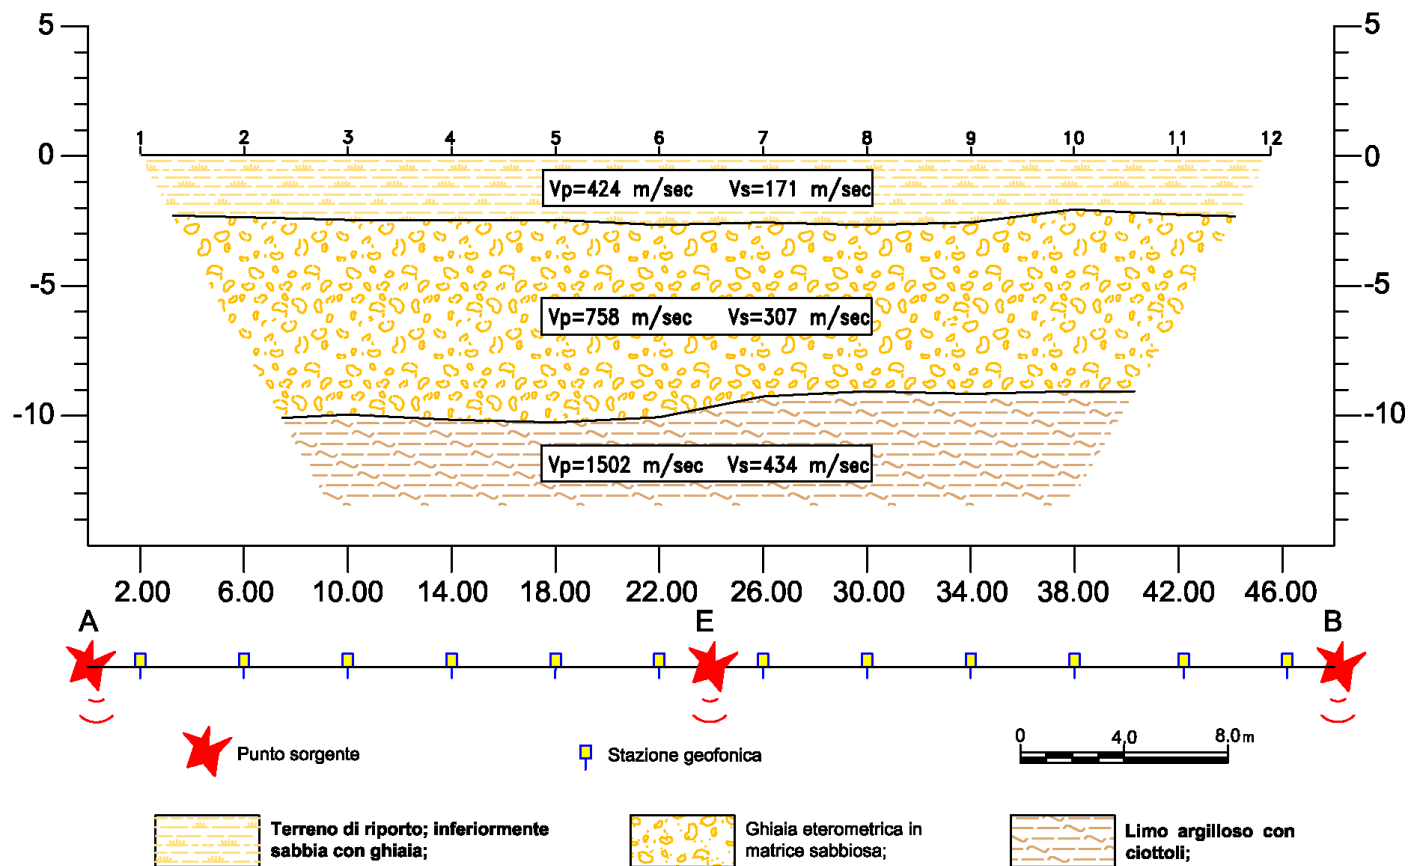 5 5
1 2 3 4 5 6 7 8 9 10 11 12
0 0
Vp=424 m/sec Vs=171 m/sec
-5 -5
Vp=758 m/sec Vs=307 m/sec
-10 -10
Vp=1502 m/sec Vs=434 m/sec
2.00 6.00 10.00 14.00 18.00 22.00 26.00 30.00 34.00 38.00 42.00 46.00
A E B
0 4.0 8.0 m
Punto sorgente
Stazione geofonica
Terreno di riporto; inferiormente
sabbia con ghiaia;
Ghiaia eterometrica in
matrice sabbiosa;
Limo argilloso con
ciottoli;